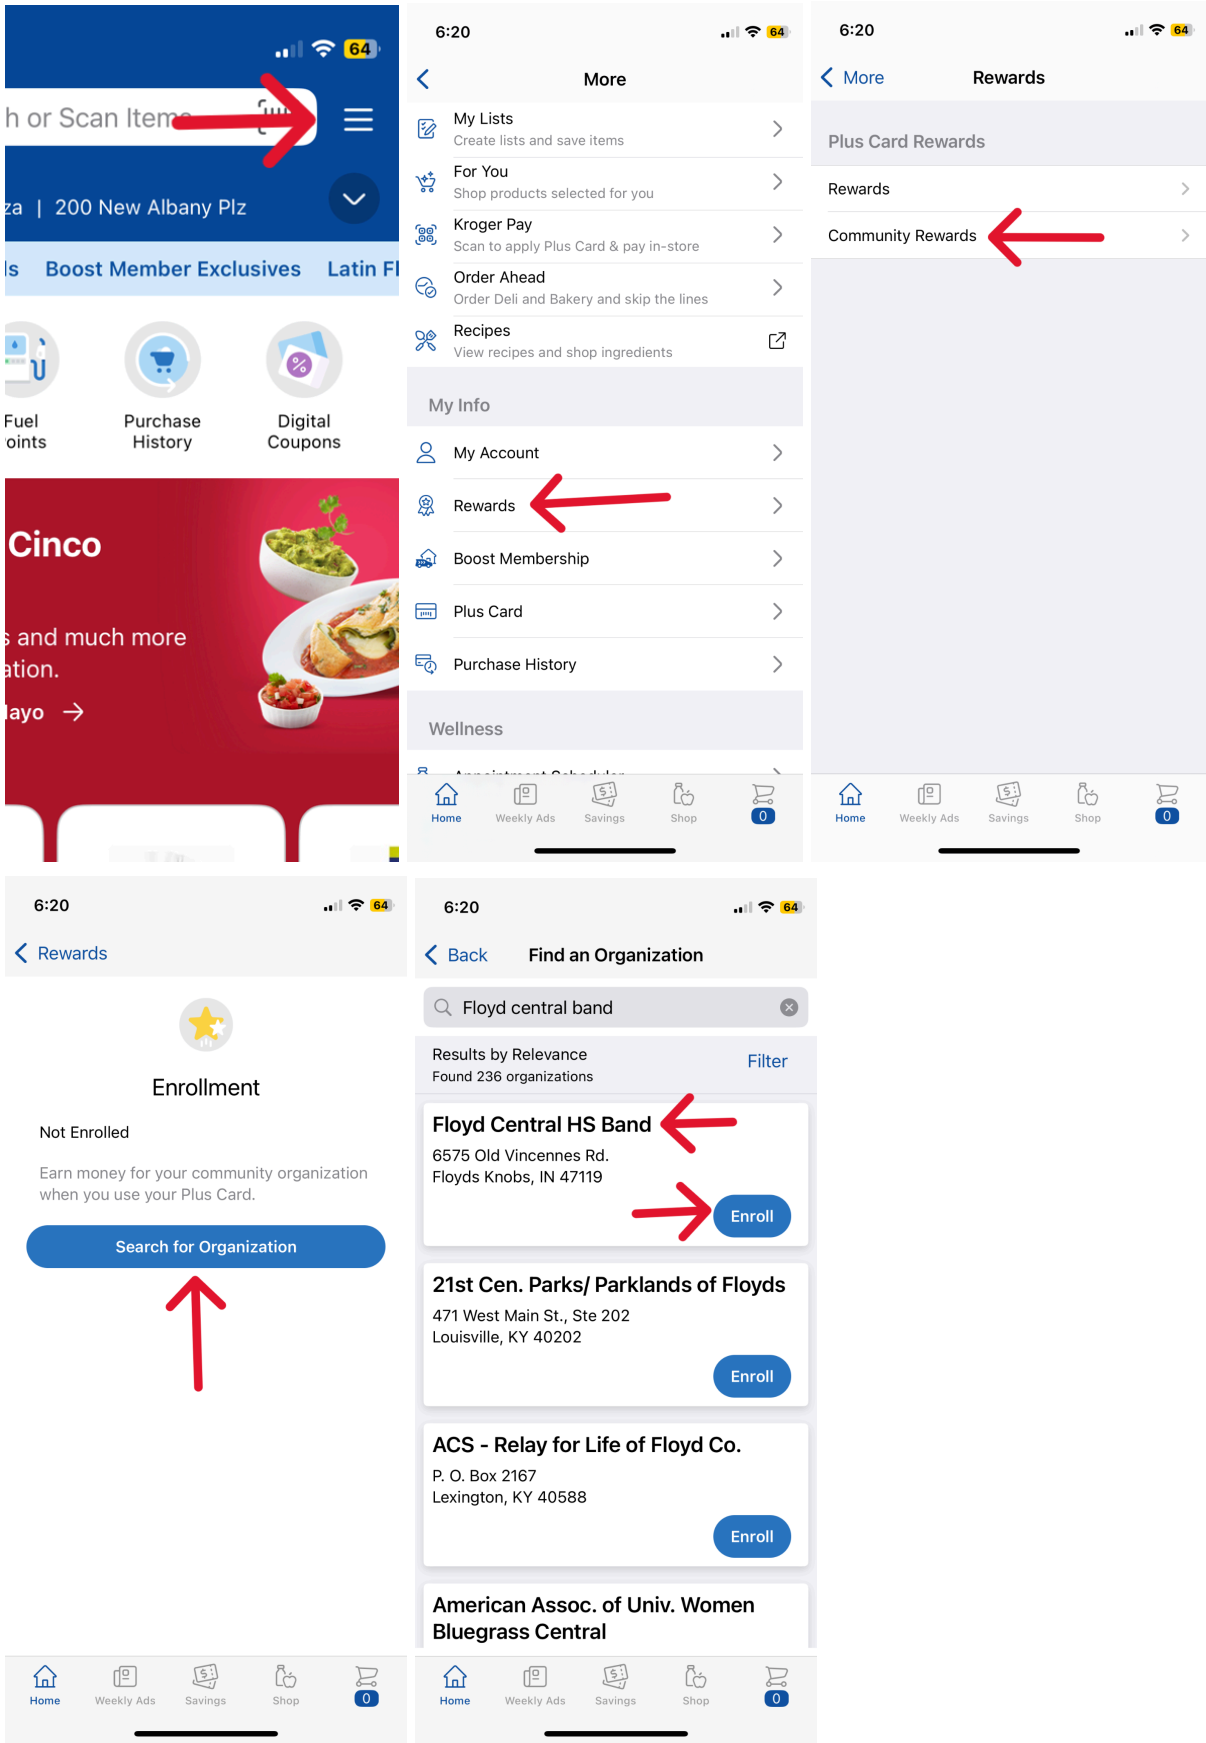 64
h or Scan Items
za | 200 New Albany Plz
ls Boost Member Exclusives Latin Fl
Fuel
oints
Purchase
History
Digital
Coupons
Cinco
s and much more
ation.
layo →
6:20
64
More
My Lists
Create lists and save items
For You
Shop products selected for you
Kroger Pay
Scan to apply Plus Card & pay in-store
Order Ahead
Order Deli and Bakery and skip the lines
Recipes
View recipes and shop ingredients
My Info
My Account
Rewards
Boost Membership
Plus Card
Purchase History
Wellness
Appointment Scheduler
Home
Weekly Ads
Savings
Shop
0
6:20
64
More
Rewards
Plus Card Rewards
Rewards
Community Rewards
Home
Weekly Ads
Savings
Shop
0
6:20
64
Rewards
Enrollment
Not Enrolled
Earn money for your community organization
when you use your Plus Card.
Search for Organization
Home
Weekly Ads
Savings
Shop
0
6:20
64
Back
Find an Organization
Floyd central band
Results by Relevance
Found 236 organizations
Filter
Floyd Central HS Band
6575 Old Vincennes Rd.
Floyds Knobs, IN 47119
Enroll
21st Cen. Parks/ Parklands of Floyds
471 West Main St., Ste 202
Louisville, KY 40202
Enroll
ACS - Relay for Life of Floyd Co.
P. O. Box 2167
Lexington, KY 40588
Enroll
American Assoc. of Univ. Women
Bluegrass Central
Home
Weekly Ads
Savings
Shop
0